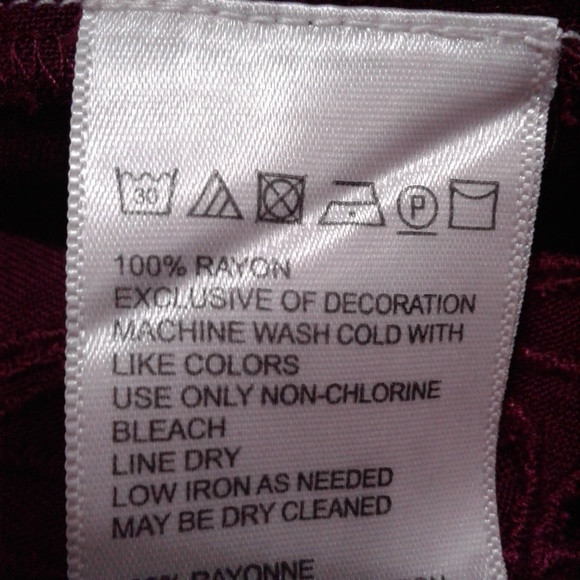 30 P
100% RAYON
EXCLUSIVE OF DECORATION
MACHINE WASH COLD WITH
LIKE COLORS
USE ONLY NON-CHLORINE
BLEACH
LINE DRY
LOW IRON AS NEEDED
MAY BE DRY CLEANED
RAYONNE